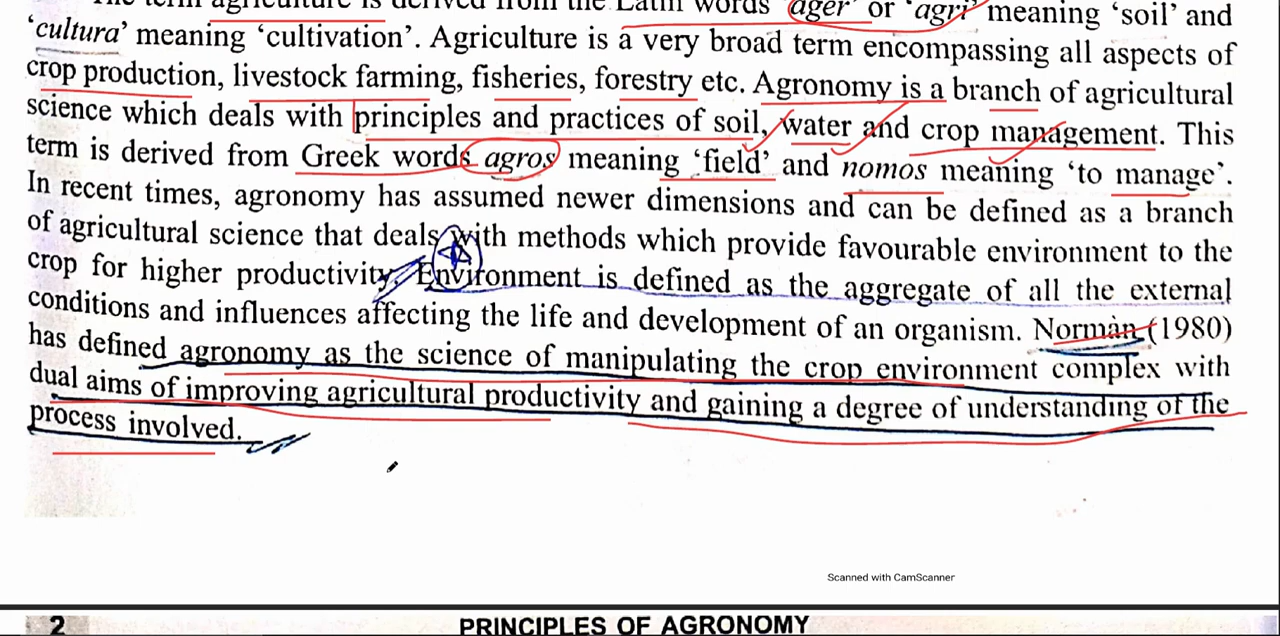 The term agriculture is derived from the Latin words 'ager' or 'agri' meaning 'soil' and
'cultura' meaning 'cultivation'. Agriculture is a very broad term encompassing all aspects of
crop production, livestock farming, fisheries, forestry etc. Agronomy is a branch of agricultural
science which deals with principles and practices of soil, water and crop management. This
term is derived from Greek words agros meaning 'field' and nomos meaning 'to manage'.
In recent times, agronomy has assumed newer dimensions and can be defined as a branch
of agricultural science that deals with methods which provide favourable environment to the
crop for higher productivity. Environment is defined as the aggregate of all the external
conditions and influences affecting the life and development of an organism. Norman (1980)
has defined agronomy as the science of manipulating the crop environment complex with
dual aims of improving agricultural productivity and gaining a degree of understanding of the
process involved.
Scanned with CamScanner
2 PRINCIPLES OF AGRONOMY